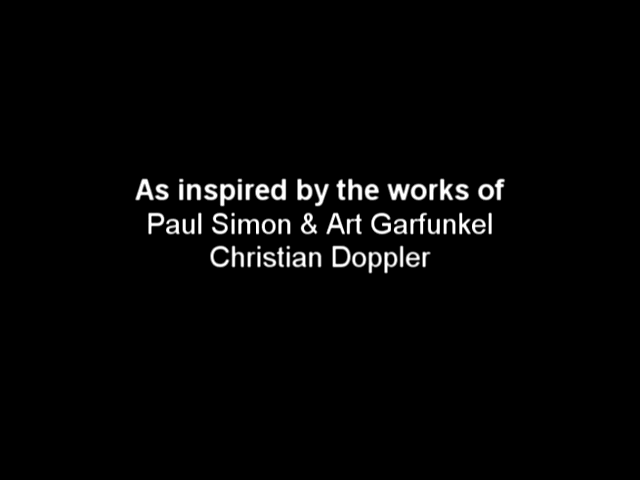 As inspired by the works of
Paul Simon & Art Garfunkel
Christian Doppler